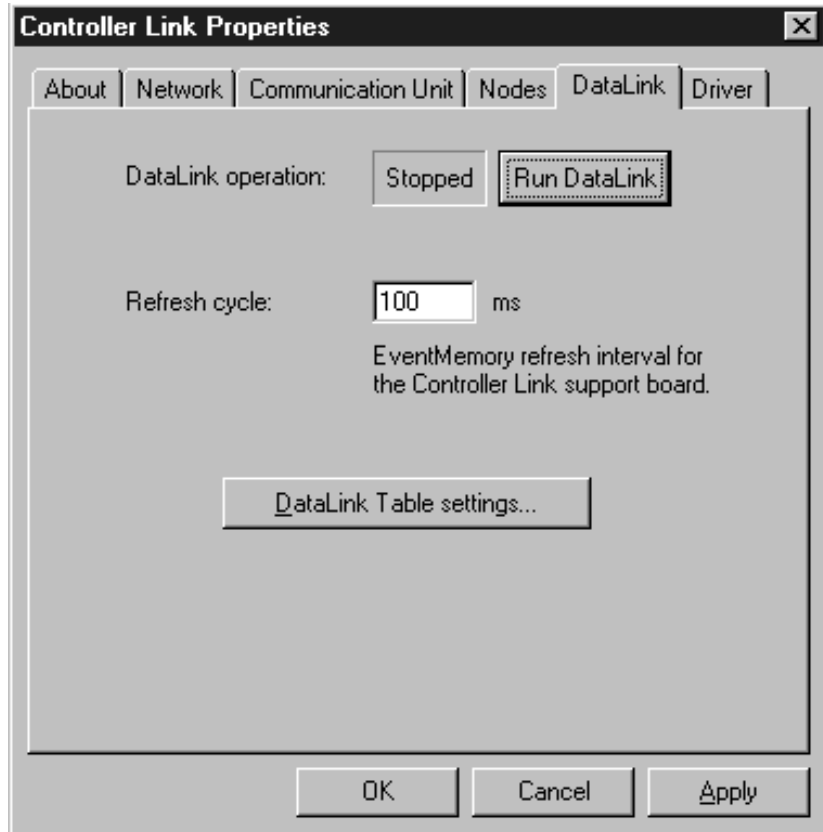 Controller Link Properties
About Network Communication Unit Nodes DataLink Driver
DataLink operation: Stopped Run DataLink
Refresh cycle: 100 ms
EventMemory refresh interval for
the Controller Link support board.
DataLink Table settings...
OK Cancel Apply